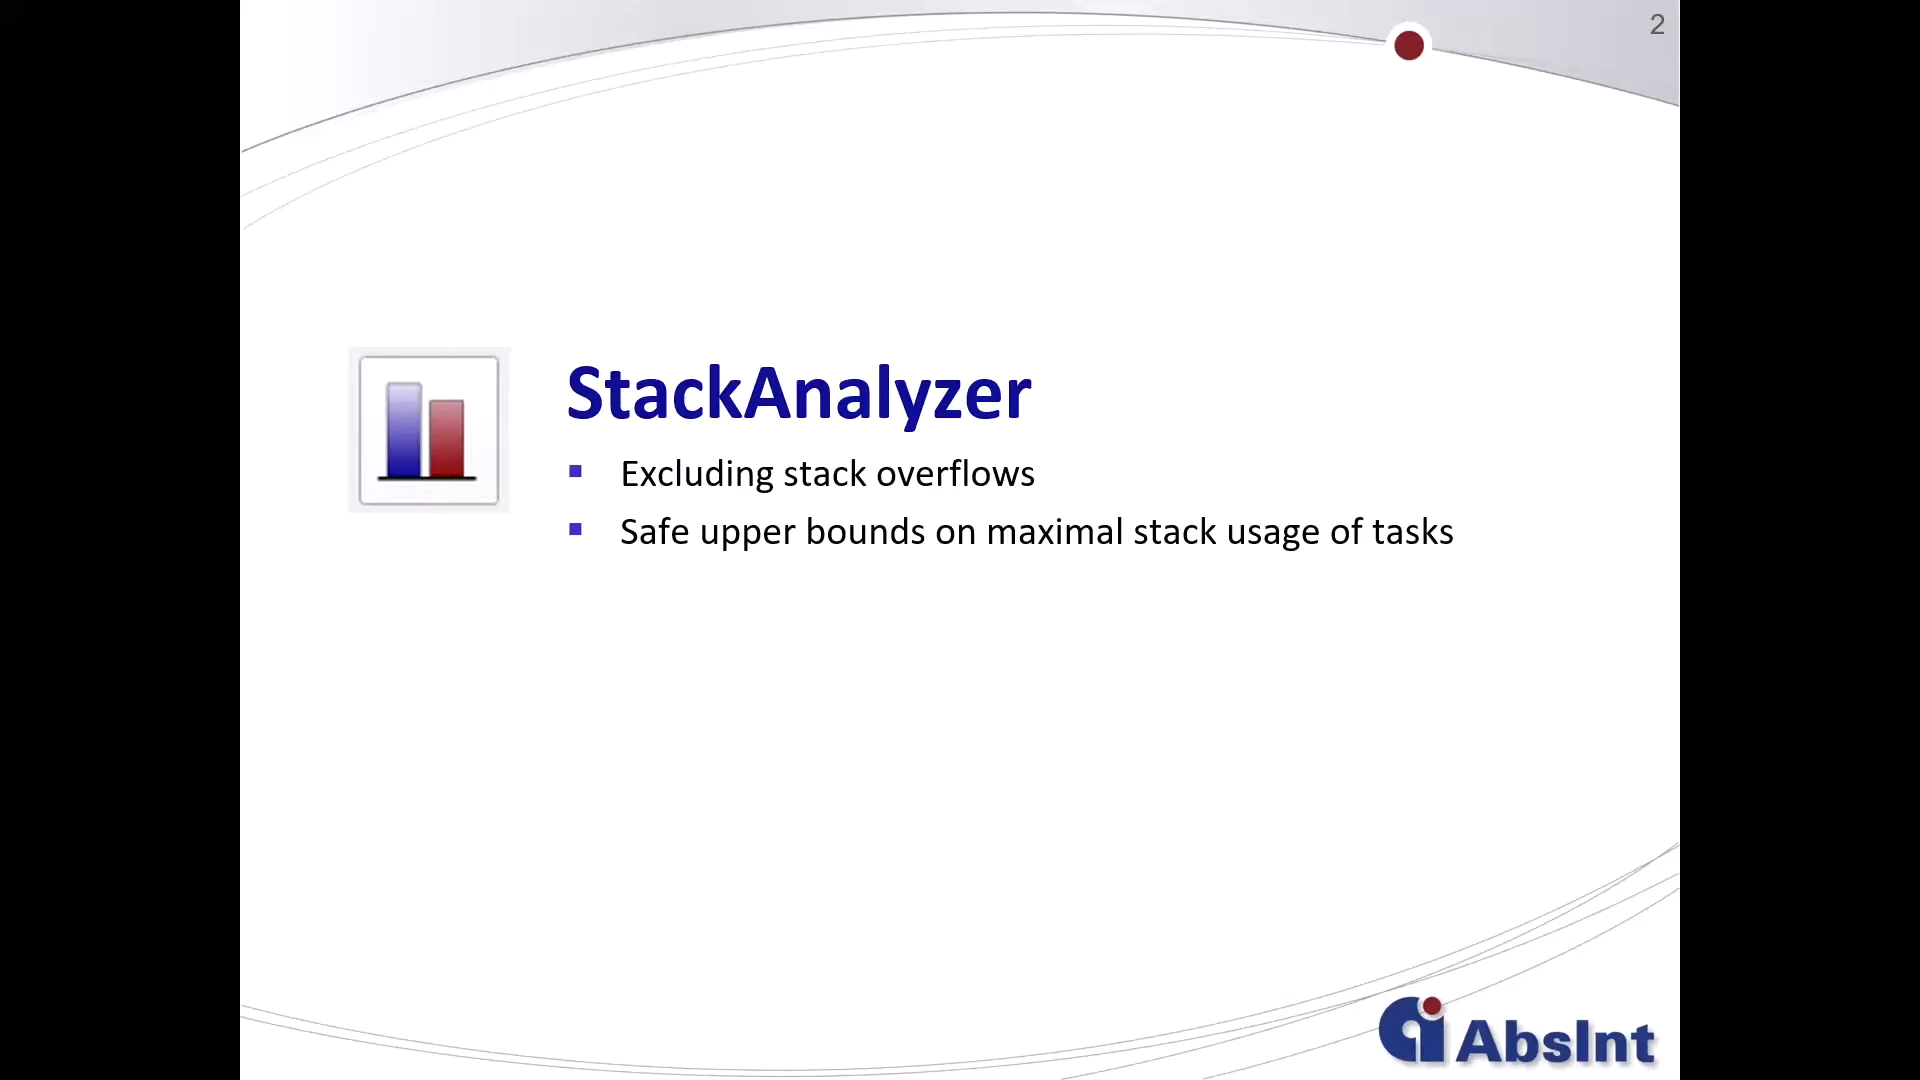 2
StackAnalyzer
▪ Excluding stack overflows
▪ Safe upper bounds on maximal stack usage of tasks
AbsInt